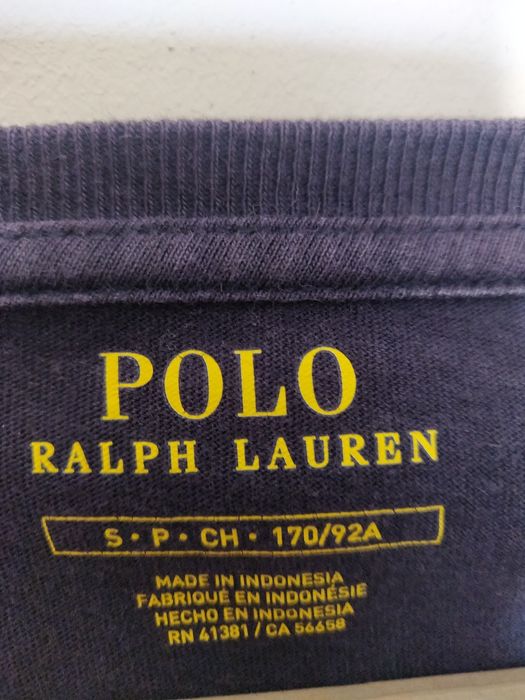 POLO
RALPH LAUREN
S • P • CH • 170/92A
MADE IN INDONESIA
FABRIQUÉ EN INDONÉSIE
HECHO EN INDONESIA
RN 41381 / CA 56658